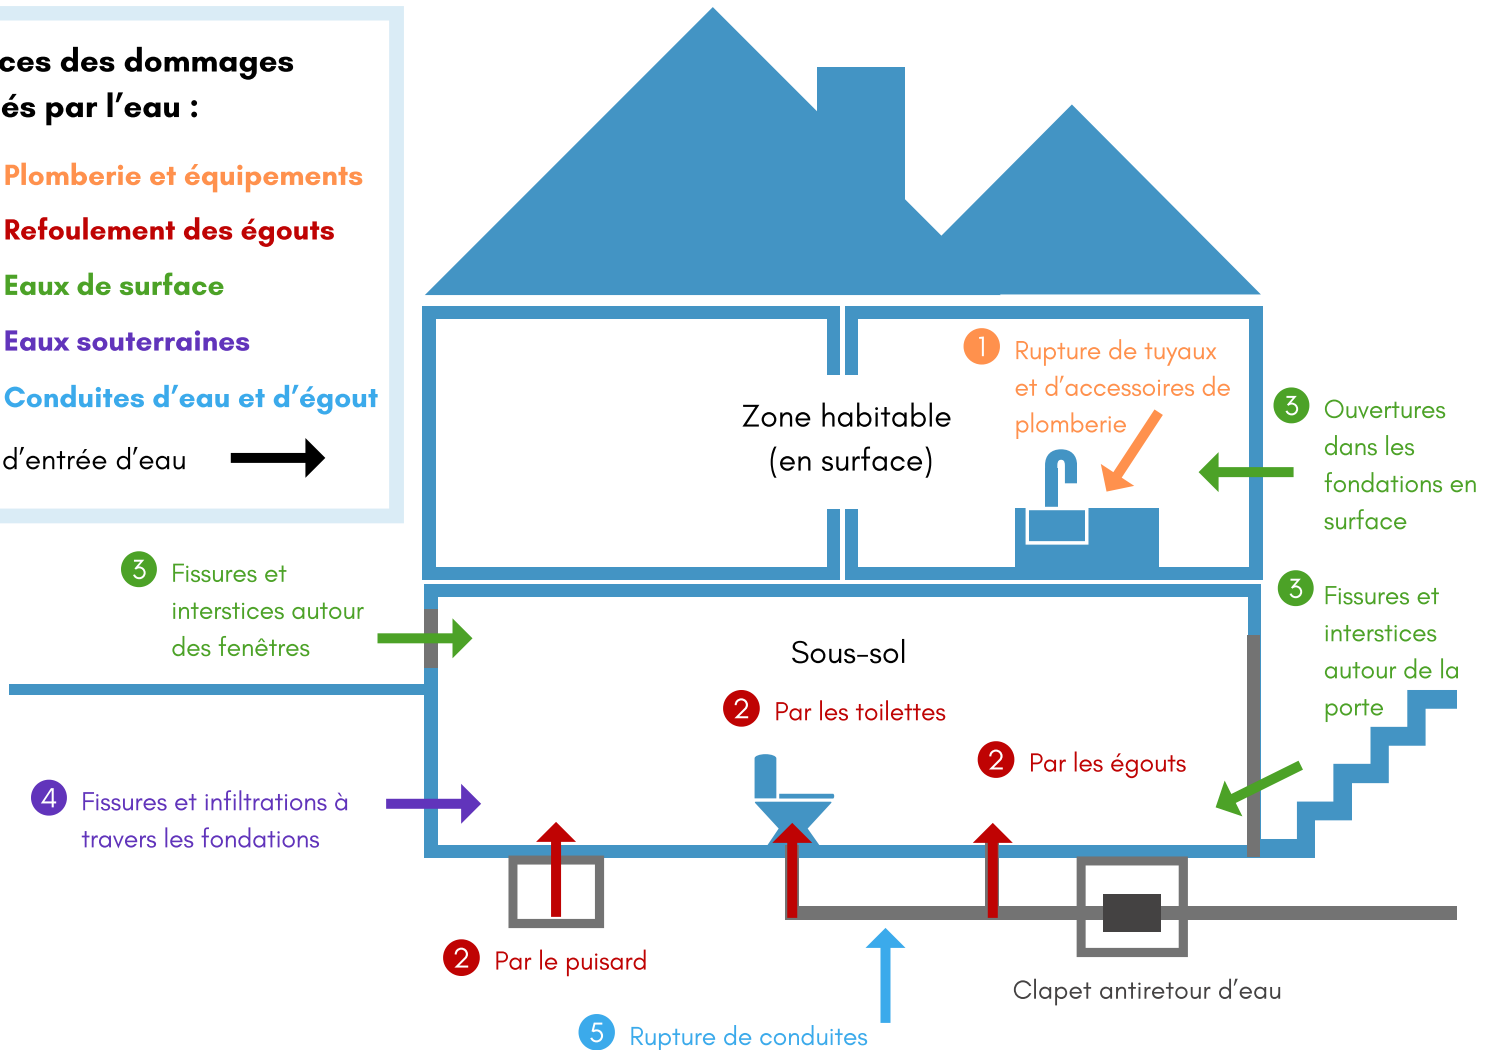 ces des dommages
és par l'eau :
Plomberie et équipements
Refoulement des égouts
Eaux de surface
Eaux souterraines
Conduites d'eau et d'égout
d'entrée d'eau
1 Rupture de tuyaux
et d'accessoires de
plomberie
Zone habitable
(en surface)
3 Ouvertures
dans les
fondations en
surface
3 Fissures et
interstices autour
des fenêtres
3 Fissures et
interstices
autour de la
porte
Sous-sol
2 Par les toilettes
2 Par les égouts
4 Fissures et infiltrations à
travers les fondations
2 Par le puisard
Clapet antiretour d'eau
5 Rupture de conduites